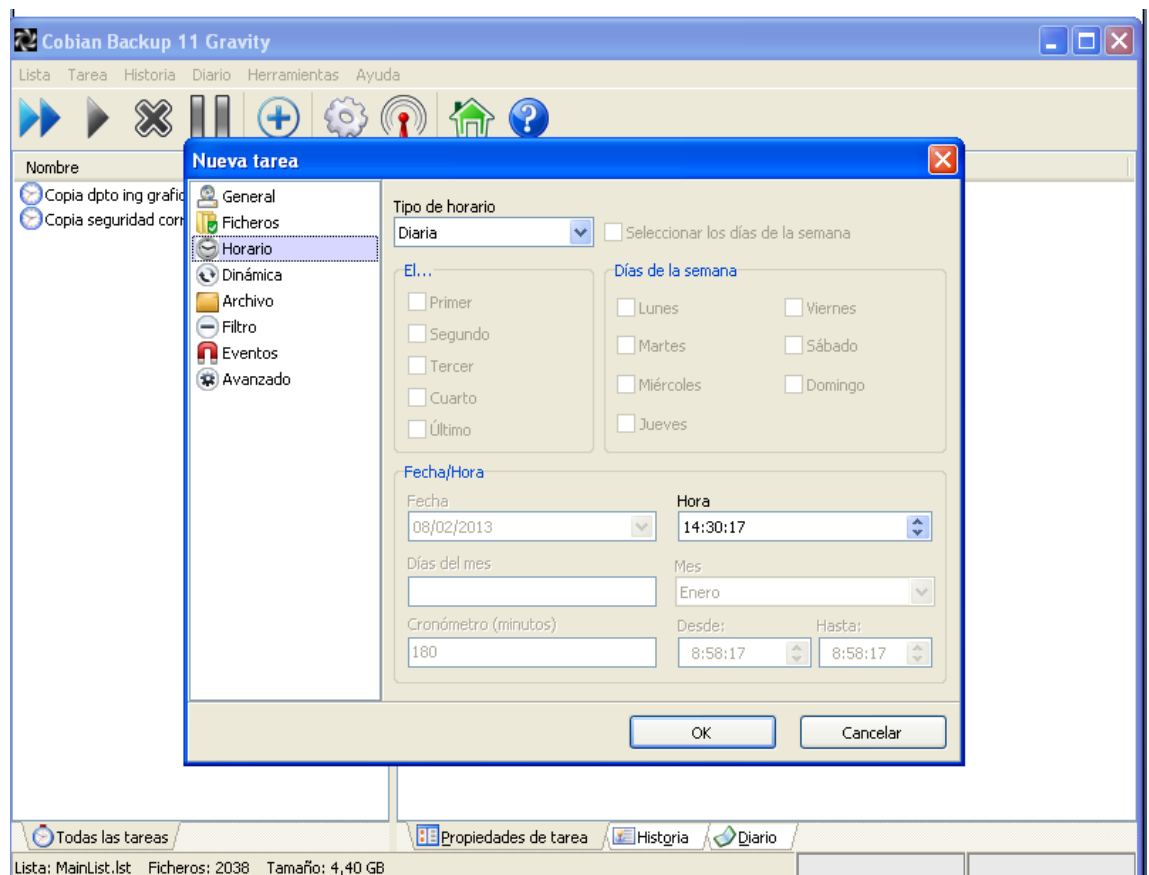 Cobian Backup 11 Gravity
Lista Tarea Historia Diario Herramientas Ayuda
Nombre
Copia dpto ing grafic
Copia seguridad corr
Nueva tarea
General
Ficheros
Horario
Dinámica
Archivo
Filtro
Eventos
Avanzado
Tipo de horario
Diaria
Seleccionar los días de la semana
El...
Primer
Segundo
Tercer
Cuarto
Último
Días de la semana
Lunes
Martes
Miércoles
Jueves
Viernes
Sábado
Domingo
Fecha/Hora
Fecha
08/02/2013
Hora
14:30:17
Días del mes
Mes
Enero
Cronómetro (minutos)
180
Desde:
8:58:17
Hasta:
8:58:17
OK
Cancelar
Todas las tareas
Propiedades de tarea
Historia
Diario
Lista: MainList.lst Ficheros: 2038 Tamaño: 4,40 GB